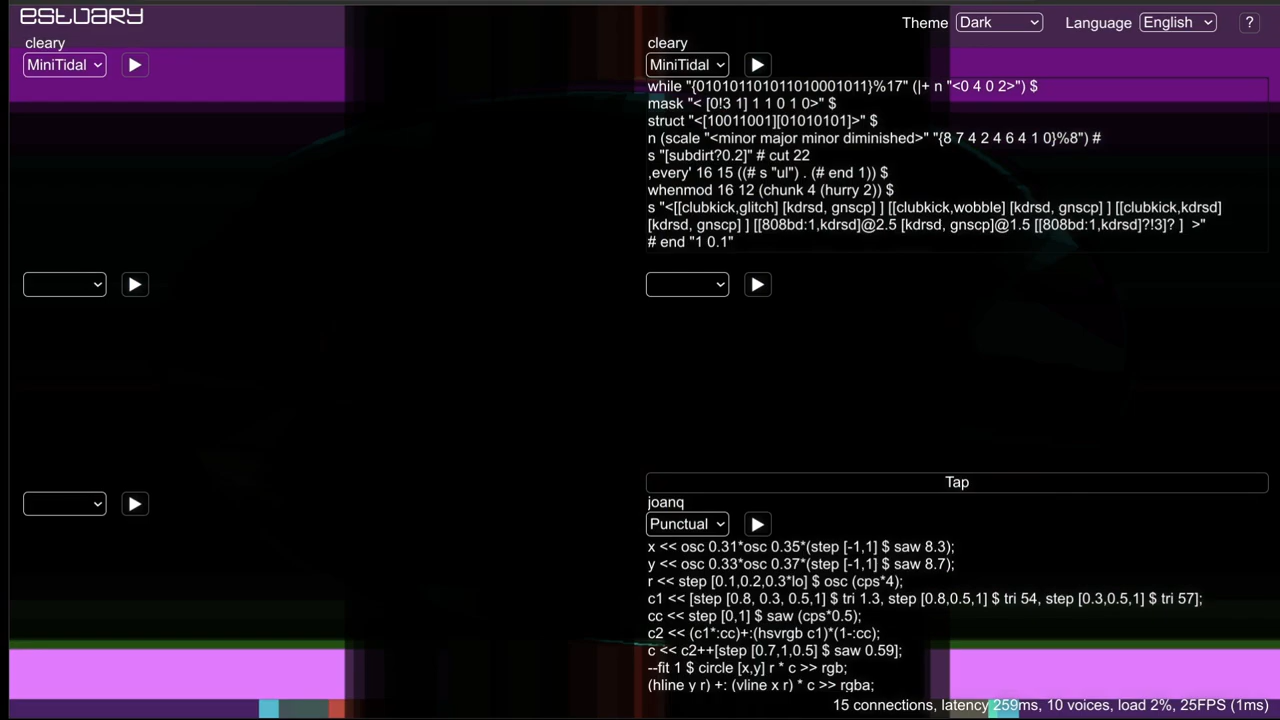 estuary
Theme Dark Language English ?
cleary
MiniTidal
cleary
MiniTidal
while "{010101101011010001011}%17" (|+ n "<0 4 0 2>") $
mask "< [0!3 1] 1 1 0 1 0>" $
struct "<[10011001][01010101]>" $
n (scale "<minor major minor diminished>" "{8 7 4 2 4 6 4 1 0}%8") #
s "[subdirt?0.2]" # cut 22
,every' 16 15 ((# s "ul") . (# end 1)) $
whenmod 16 12 (chunk 4 (hurry 2)) $
s "<[[clubkick,glitch] [kdrsd, gnscp] ] [[clubkick,wobble] [kdrsd, gnscp] ] [[clubkick,kdrsd]
[kdrsd, gnscp] ] [[808bd:1,kdrsd]@2.5 [kdrsd, gnscp]@1.5 [[808bd:1,kdrsd]?!3]? ]  >"
# end "1 0.1"
Tap
joanq
Punctual
x << osc 0.31*osc 0.35*(step [-1,1] $ saw 8.3);
y << osc 0.33*osc 0.37*(step [-1,1] $ saw 8.7);
r << step [0.1,0.2,0.3*lo] $ osc (cps*4);
c1 << [step [0.8, 0.3, 0.5,1] $ tri 1.3, step [0.8,0.5,1] $ tri 54, step [0.3,0.5,1] $ tri 57];
cc << step [0,1] $ saw (cps*0.5);
c2 << (c1*:cc)+:(hsvrgb c1)*(1-:cc);
c << c2++[step [0.7,1,0.5] $ saw 0.59];
--fit 1 $ circle [x,y] r * c >> rgb;
(hline y r) +: (vline x r) * c >> rgba;
15 connections, latency 259ms, 10 voices, load 2%, 25FPS (1ms)